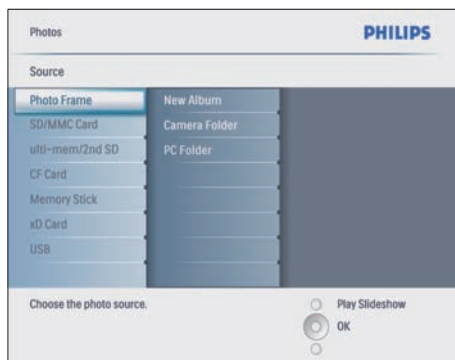 Photos PHILIPS
Source
Photo Frame New Album
SD/MMC Card Camera Folder
ulti-mem/2nd SD PC Folder
CF Card
Memory Stick
xD Card
USB
Choose the photo source. Play Slideshow
OK